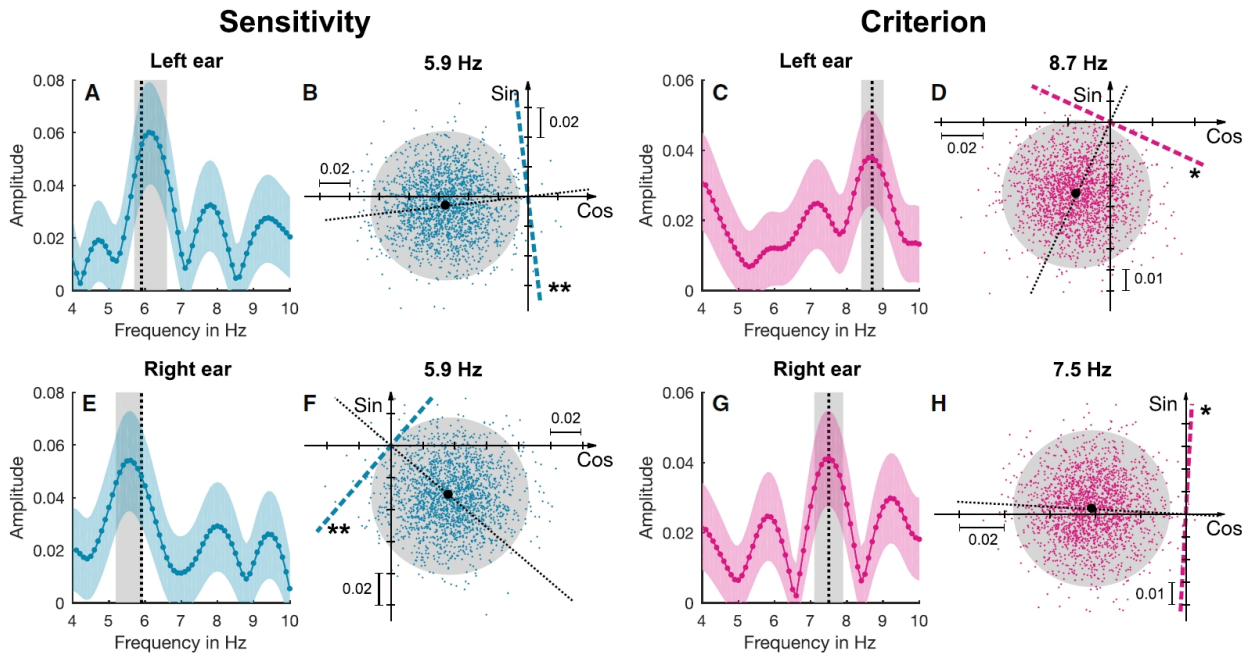 Sensitivity
Criterion
Left ear
5.9 Hz
Left ear
8.7 Hz
A
0.08
0.06
0.04
0.02
0
Amplitude
4 5 6 7 8 9 10
Frequency in Hz
B
Sin
0.02
0.02
Cos
**
C
0.06
0.04
0.02
0
Amplitude
4 5 6 7 8 9 10
Frequency in Hz
D
Sin
Cos
0.02
*
0.01
Right ear
5.9 Hz
Right ear
7.5 Hz
E
0.08
0.06
0.04
0.02
0
Amplitude
4 5 6 7 8 9 10
Frequency in Hz
F
Sin
0.02
Cos
**
0.02
G
0.06
0.04
0.02
0
Amplitude
4 5 6 7 8 9 10
Frequency in Hz
H
Sin
*
Cos
0.02
0.01